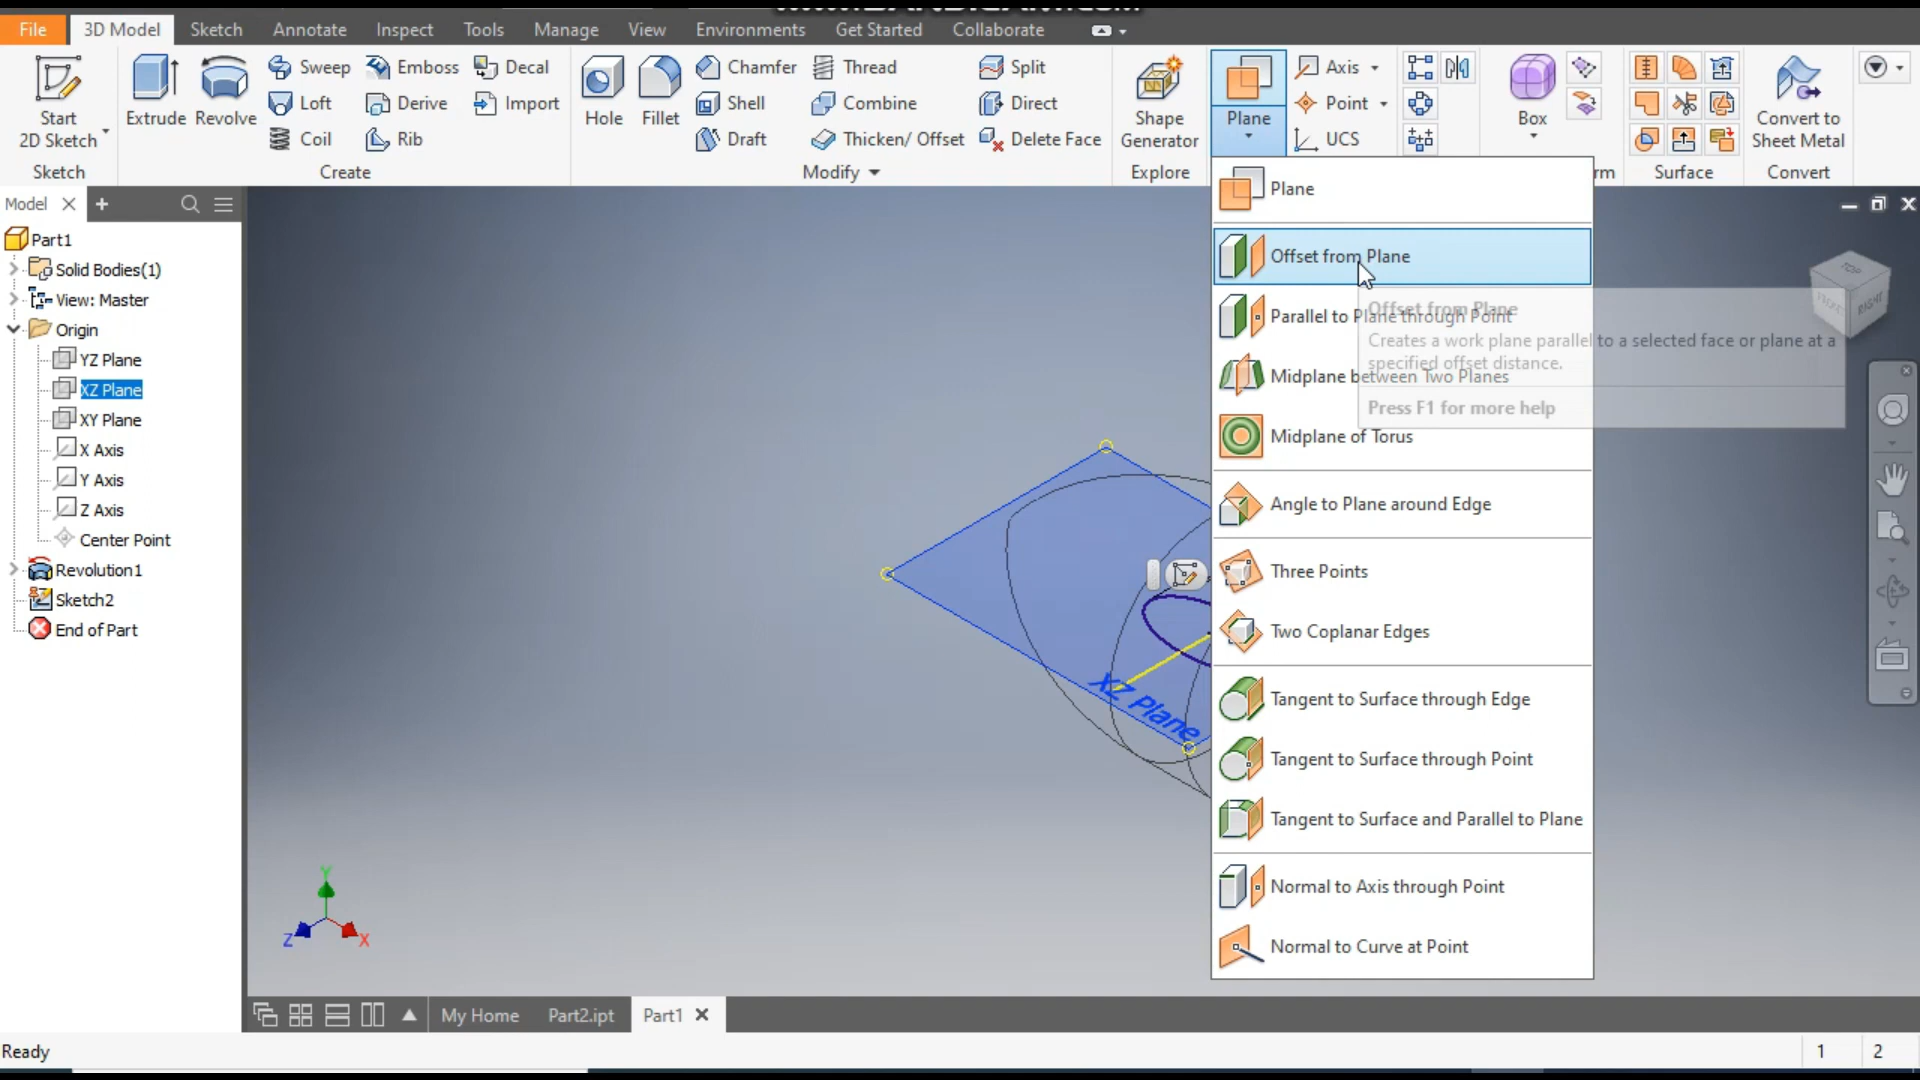 File 3D Model Sketch Annotate Inspect Tools Manage View Environments Get Started Collaborate
Start
2D Sketch
Sketch
Extrude
Revolve
Sweep
Loft
Coil
Emboss
Derive
Rib
Decal
Import
Create
Hole
Fillet
Chamfer
Shell
Draft
Thread
Combine
Thicken/ Offset
Split
Direct
Delete Face
Modify
Shape
Generator
Explore
Plane
Axis
Point
UCS
Box
rm
Surface
Convert to
Sheet Metal
Convert
Model
Part1
Solid Bodies(1)
View: Master
Origin
YZ Plane
XZ Plane
XY Plane
X Axis
Y Axis
Z Axis
Center Point
Revolution1
Sketch2
End of Part
Plane
Offset from Plane
Parallel to Plane through Point
Midplane between Two Planes
Midplane of Torus
Angle to Plane around Edge
Three Points
Two Coplanar Edges
Tangent to Surface through Edge
Tangent to Surface through Point
Tangent to Surface and Parallel to Plane
Normal to Axis through Point
Normal to Curve at Point
Offset from Plane
Creates a work plane parallel to a selected face or plane at a
specified offset distance.
Press F1 for more help
TOP
FRONT
RIGHT
XZ Plane
Y
Z
X
My Home Part2.ipt Part1
Ready
1 2